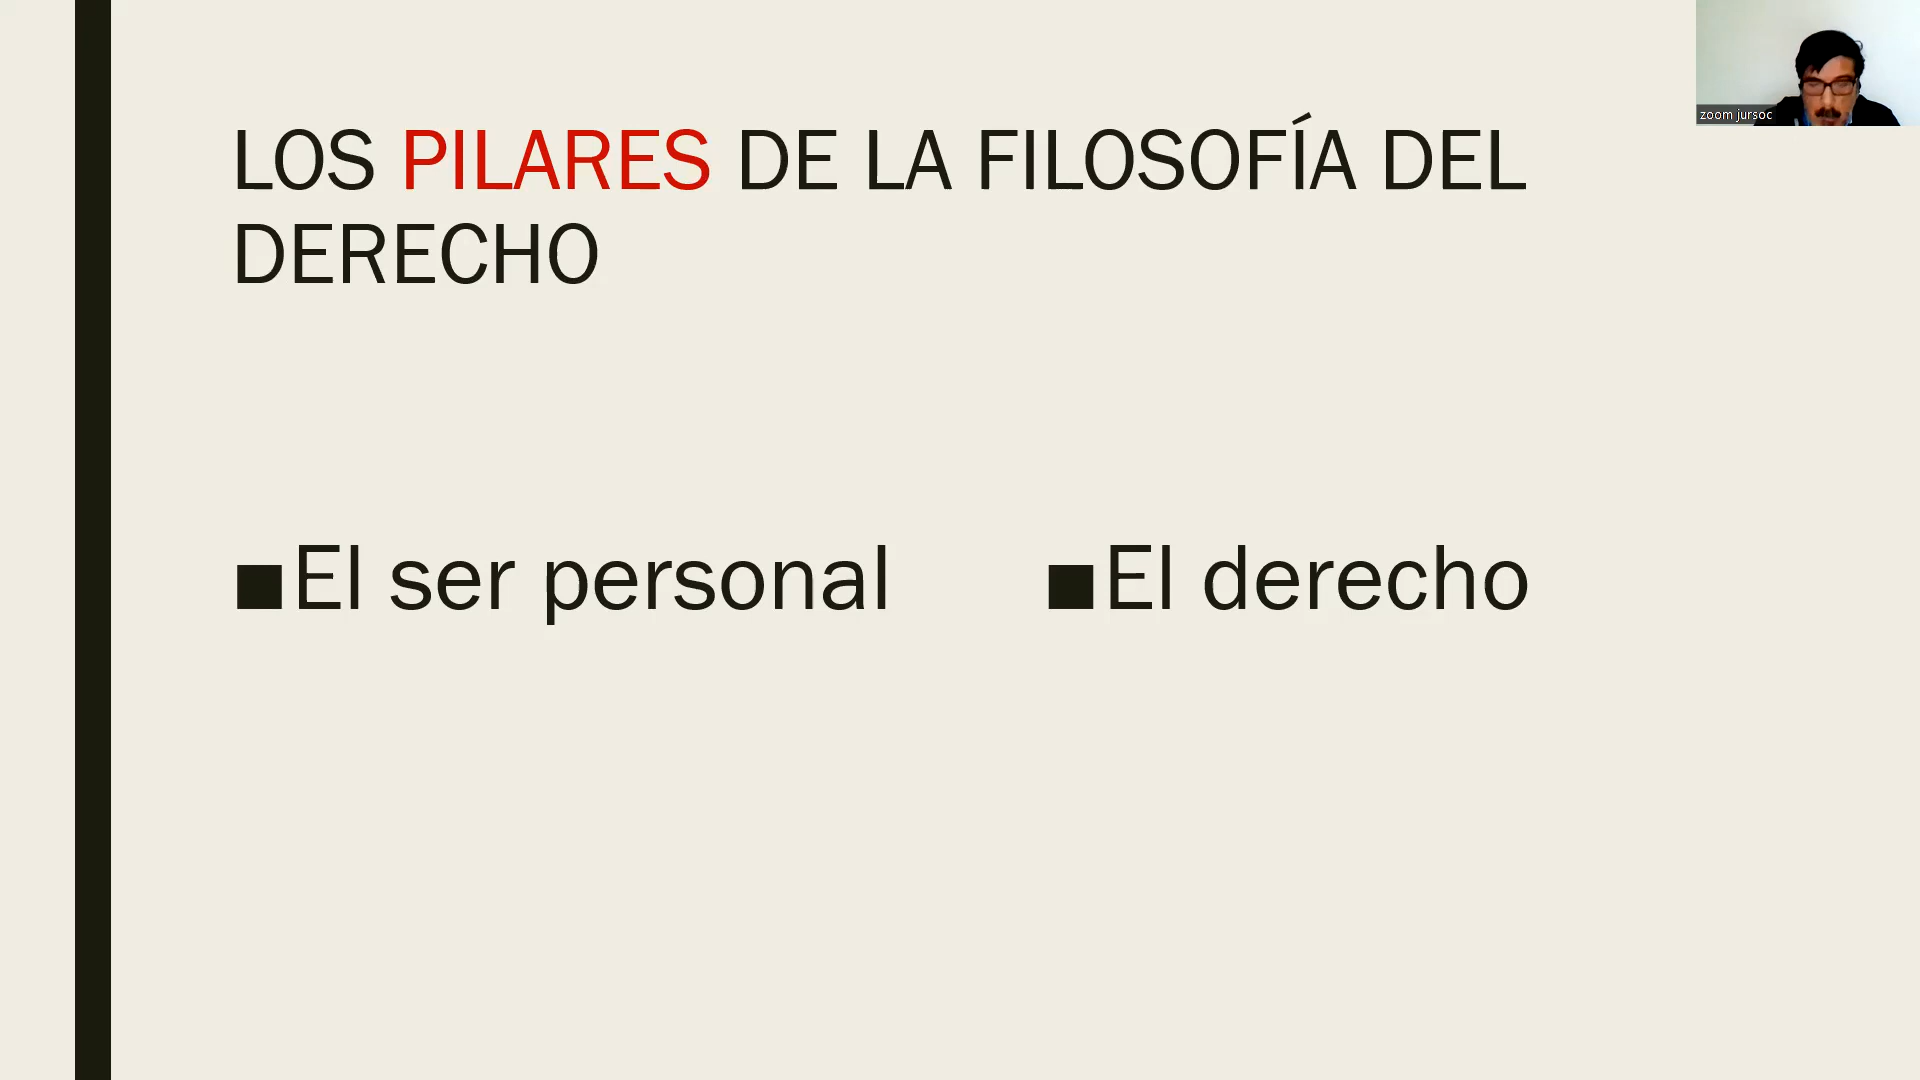 zoom jursoc
LOS PILARES DE LA FILOSOFÍA DEL
DERECHO
El ser personal
El derecho